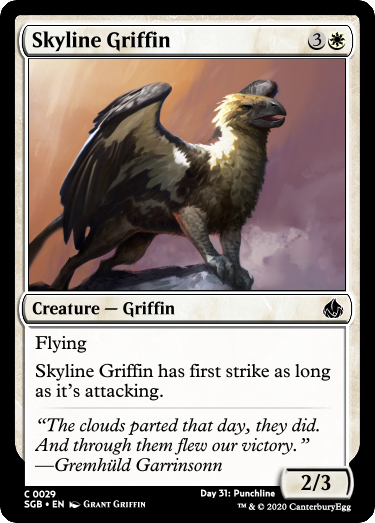 Skyline Griffin 3
Creature — Griffin
Flying
Skyline Griffin has first strike as long
as it's attacking.
“The clouds parted that day, they did.
And through them flew our victory.”
—Gremhüld Garrinsonn
2/3
C 0029
Day 31: Punchline
SGB • EN GRANT GRIFFIN
™ & © 2020 CanterburyEgg